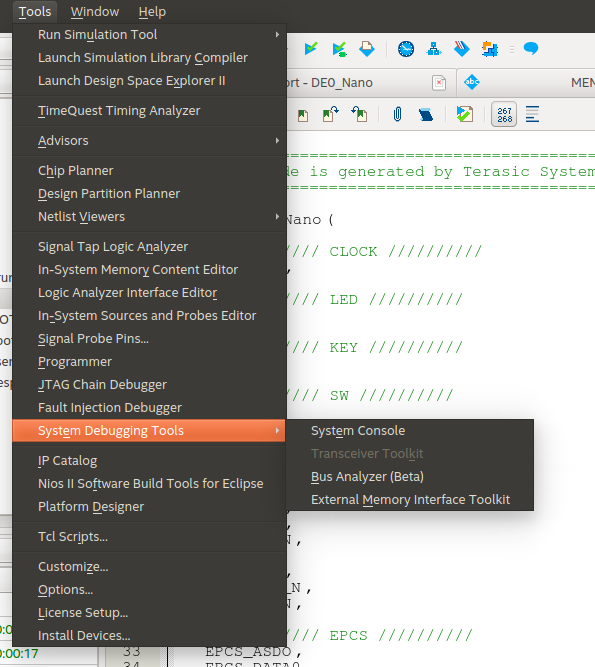 Tools Window Help
Run Simulation Tool
Launch Simulation Library Compiler
Launch Design Space Explorer II
TimeQuest Timing Analyzer
Advisors
Chip Planner
Design Partition Planner
Netlist Viewers
Signal Tap Logic Analyzer
In-System Memory Content Editor
Logic Analyzer Interface Editor
In-System Sources and Probes Editor
Signal Probe Pins...
Programmer
JTAG Chain Debugger
Fault Injection Debugger
System Debugging Tools
IP Catalog
Nios II Software Build Tools for Eclipse
Platform Designer
Tcl Scripts...
Customize...
Options...
License Setup...
Install Devices...
System Console
Transceiver Toolkit
Bus Analyzer (Beta)
External Memory Interface Toolkit
ort - DE0_Nano
abc
MEN
267
268
================================
de is generated by Terasic System
================================
Nano (
//// CLOCK //////////
,
//// LED //////////
//// KEY //////////
//// SW //////////
,
,
N,
,
_N,
N,
//// EPCS //////////
33 EPCS_ASDO,
34 EPCS_DATA0
0:00:17